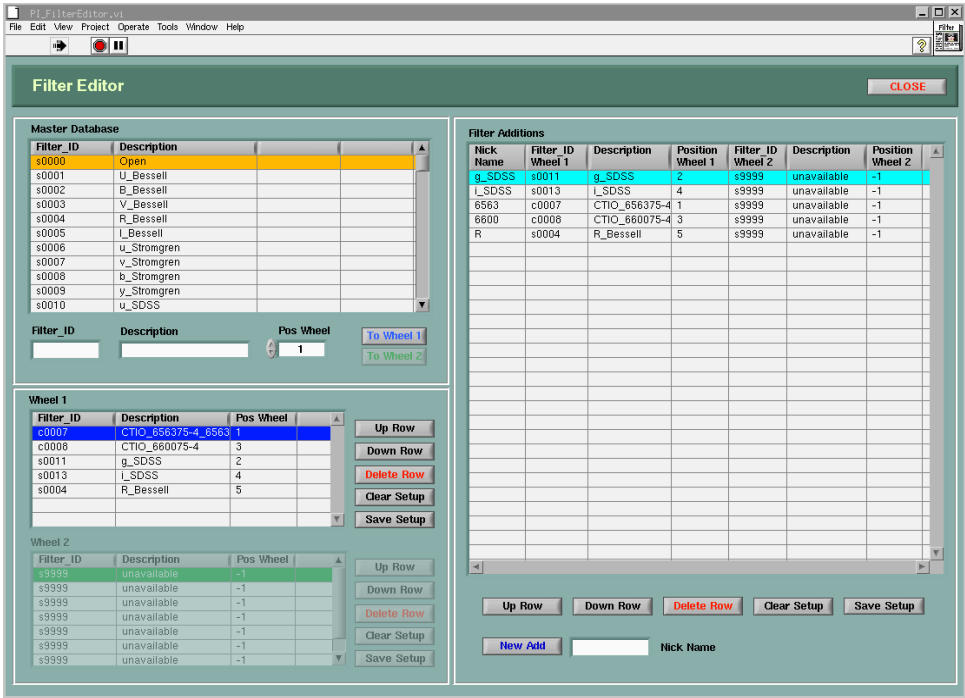 PI_FilterEditor.vi
File Edit View Project Operate Tools Window Help
Filter
Filter Editor
CLOSE
Master Database
Filter_ID Description
s0000 Open
s0001 U_Bessell
s0002 B_Bessell
s0003 V_Bessell
s0004 R_Bessell
s0005 I_Bessell
s0006 u_Stromgren
s0007 v_Stromgren
s0008 b_Stromgren
s0009 y_Stromgren
s0010 u_SDSS
Filter_ID Description Pos Wheel
1
To Wheel 1
To Wheel 2
Wheel 1
Filter_ID Description Pos Wheel
c0007 CTIO_656375-4_6563 1
c0008 CTIO_660075-4 3
s0011 g_SDSS 2
s0013 i_SDSS 4
s0004 R_Bessell 5
Up Row
Down Row
Delete Row
Clear Setup
Save Setup
Wheel 2
Filter_ID Description Pos Wheel
s9999 unavailable -1
s9999 unavailable -1
s9999 unavailable -1
s9999 unavailable -1
s9999 unavailable -1
s9999 unavailable -1
s9999 unavailable -1
Up Row
Down Row
Delete Row
Clear Setup
Save Setup
Filter Additions
Nick Name Filter_ID Wheel 1 Description Position Wheel 1 Filter_ID Wheel 2 Description Position Wheel 2
g_SDSS s0011 g_SDSS 2 s9999 unavailable -1
i_SDSS s0013 i_SDSS 4 s9999 unavailable -1
6563 c0007 CTIO_656375-4 1 s9999 unavailable -1
6600 c0008 CTIO_660075-4 3 s9999 unavailable -1
R s0004 R_Bessell 5 s9999 unavailable -1
Up Row Down Row Delete Row Clear Setup Save Setup
New Add Nick Name